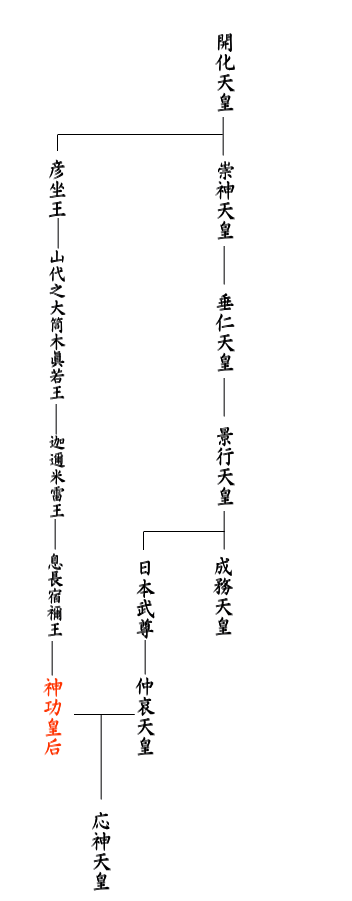 開化天皇
崇神天皇
垂仁天皇
景行天皇
成務天皇
日本武尊
仲哀天皇
彦坐王
山代之大筒木眞若王
迦邇米雷王
息長宿禰王
神功皇后
応神天皇